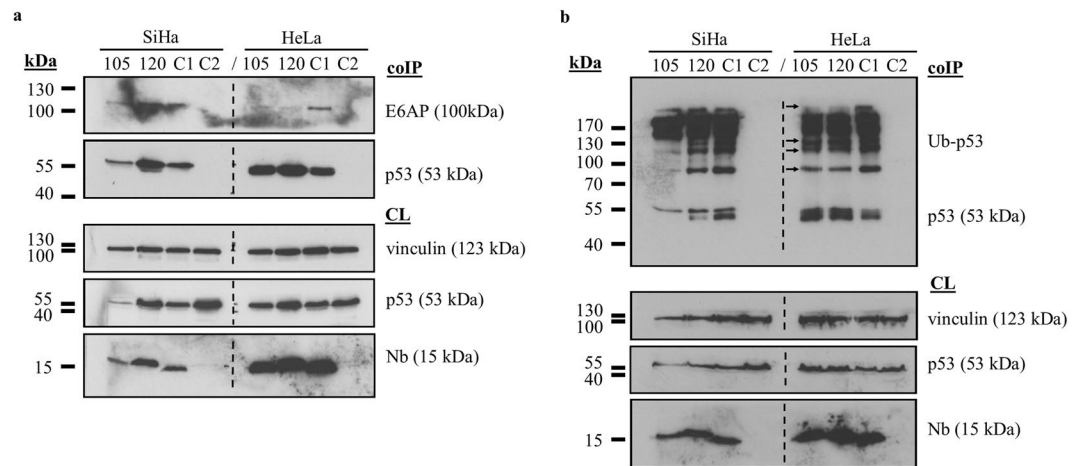 a
SiHa HeLa
kDa 105 120 C1 C2 / 105 120 C1 C2 coIP
130
100 E6AP (100kDa)
55 p53 (53 kDa)
40
CL
130
100 vinculin (123 kDa)
55 p53 (53 kDa)
40
15 Nb (15 kDa)
b
SiHa HeLa
kDa 105 120 C1 C2 / 105 120 C1 C2 coIP
170 Ub-p53
130
100
70
55 p53 (53 kDa)
40
CL
130 vinculin (123 kDa)
100
55 p53 (53 kDa)
40
15 Nb (15 kDa)